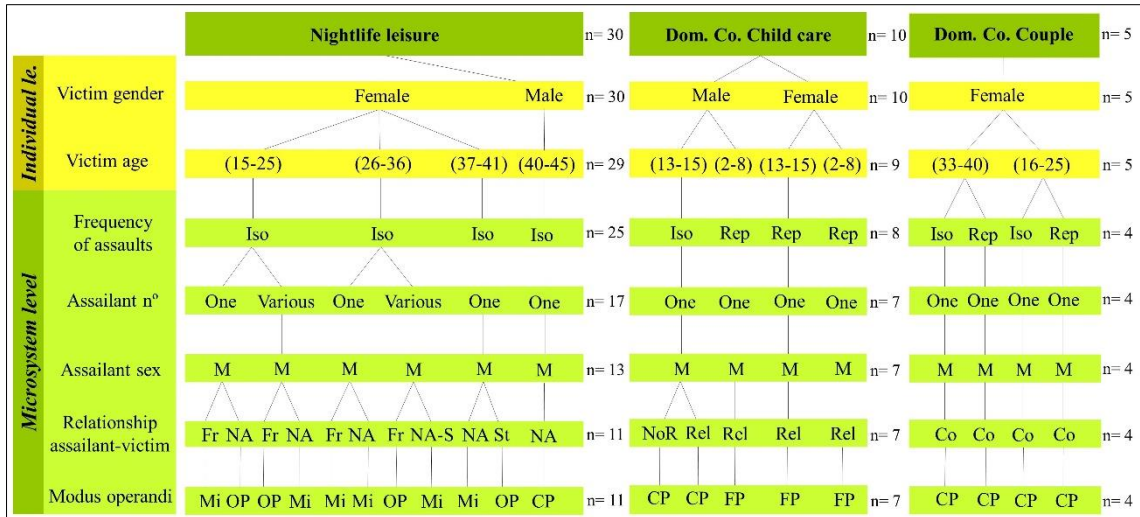 Nightlife leisure n= 30 Dom. Co. Child care n= 10 Dom. Co. Couple n= 5
Individual le.
Victim gender Female Male n= 30 Male Female n= 10 Female n= 5
Victim age (15-25) (26-36) (37-41) (40-45) n= 29 (13-15) (2-8) (13-15) (2-8) n= 9 (33-40) (16-25) n= 5
Microsystem level
Frequency
of assaults Iso Iso Iso Iso n= 25 Iso Rep Rep Rep n= 8 Iso Rep Iso Rep n= 4
Assailant nº One Various One Various One One n= 17 One One One One n= 7 One One One One n= 4
Assailant sex M M M M M M n= 13 M M M M n= 7 M M M M n= 4
Relationship
assailant-victim Fr NA Fr NA Fr NA Fr NA-S NA St NA n= 11 NoR Rel Rel Rel Rel n= 7 Co Co Co Co n= 4
Modus operandi Mi OP OP Mi Mi Mi OP Mi Mi OP CP n= 11 CP CP FP FP FP n= 7 CP CP CP CP n= 4